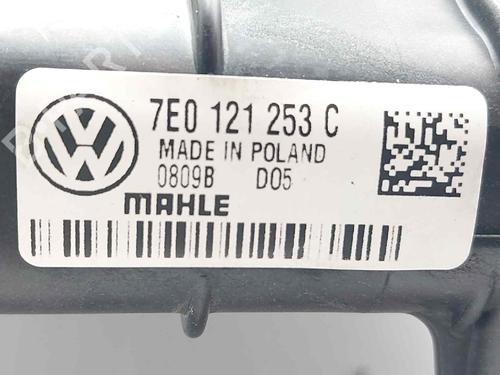 7E0 121 253 C
MADE IN POLAND
0809B D05
MAHLE